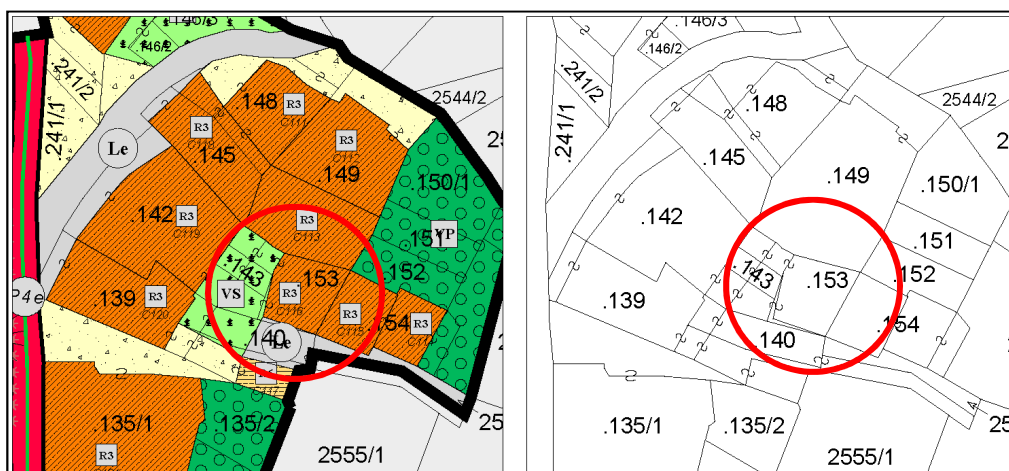 .146/3
.146/2
.241/2
.241/1
2544/2
.148
R3
C111
R3
R3
Le
.145
.149
.150/1
.142
R3
C119
R3
C113
.151
VP
.143
.153
.152
P4e
.139
R3
C120
VS
R3
C116
R3
C115
.154
R3
.140
Le
.135/1
.135/2
R3
2555/1
25
.146/3
.146/2
.241/2
.241/1
2544/2
.148
.145
.149
.150/1
.142
.151
.143
.153
.152
.139
.154
140
4
.135/1
.135/2
2555/1
25